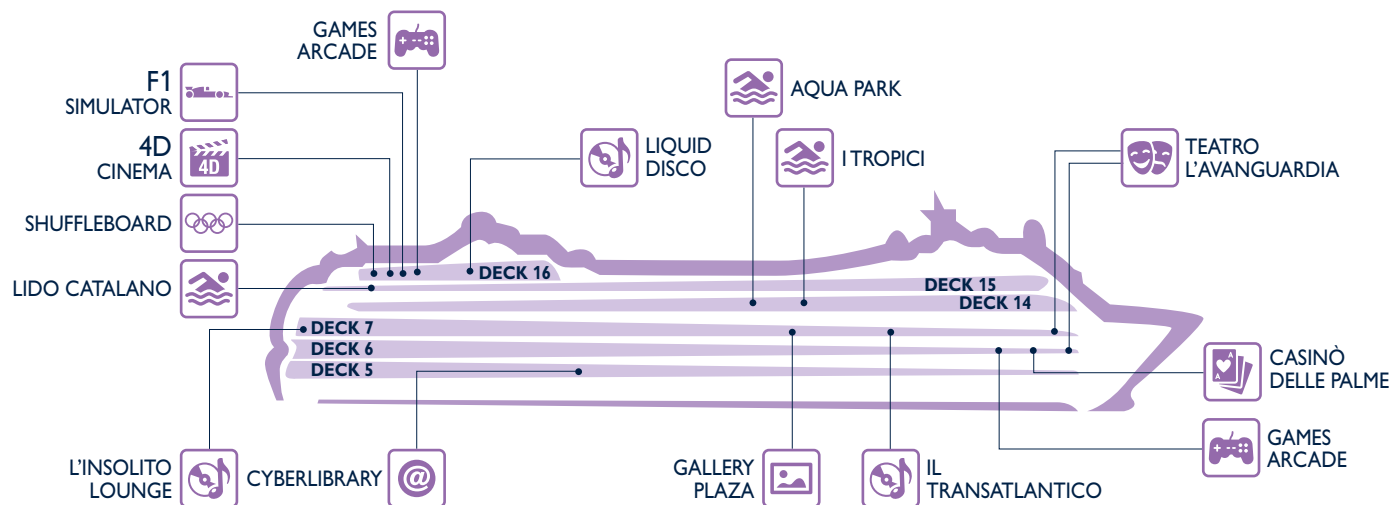 GAMES
ARCADE
F1
SIMULATOR
4D
CINEMA
4D
SHUFFLEBOARD
LIDO CATALANO
LIQUID
DISCO
AQUA PARK
I TROPICI
TEATRO
L'AVANGUARDIA
DECK 16
DECK 15
DECK 14
DECK 7
DECK 6
DECK 5
A
A
CASINÒ
DELLE PALME
GAMES
ARCADE
L'INSOLITO
LOUNGE
CYBERLIBRARY
@
GALLERY
PLAZA
IL
TRANSATLANTICO